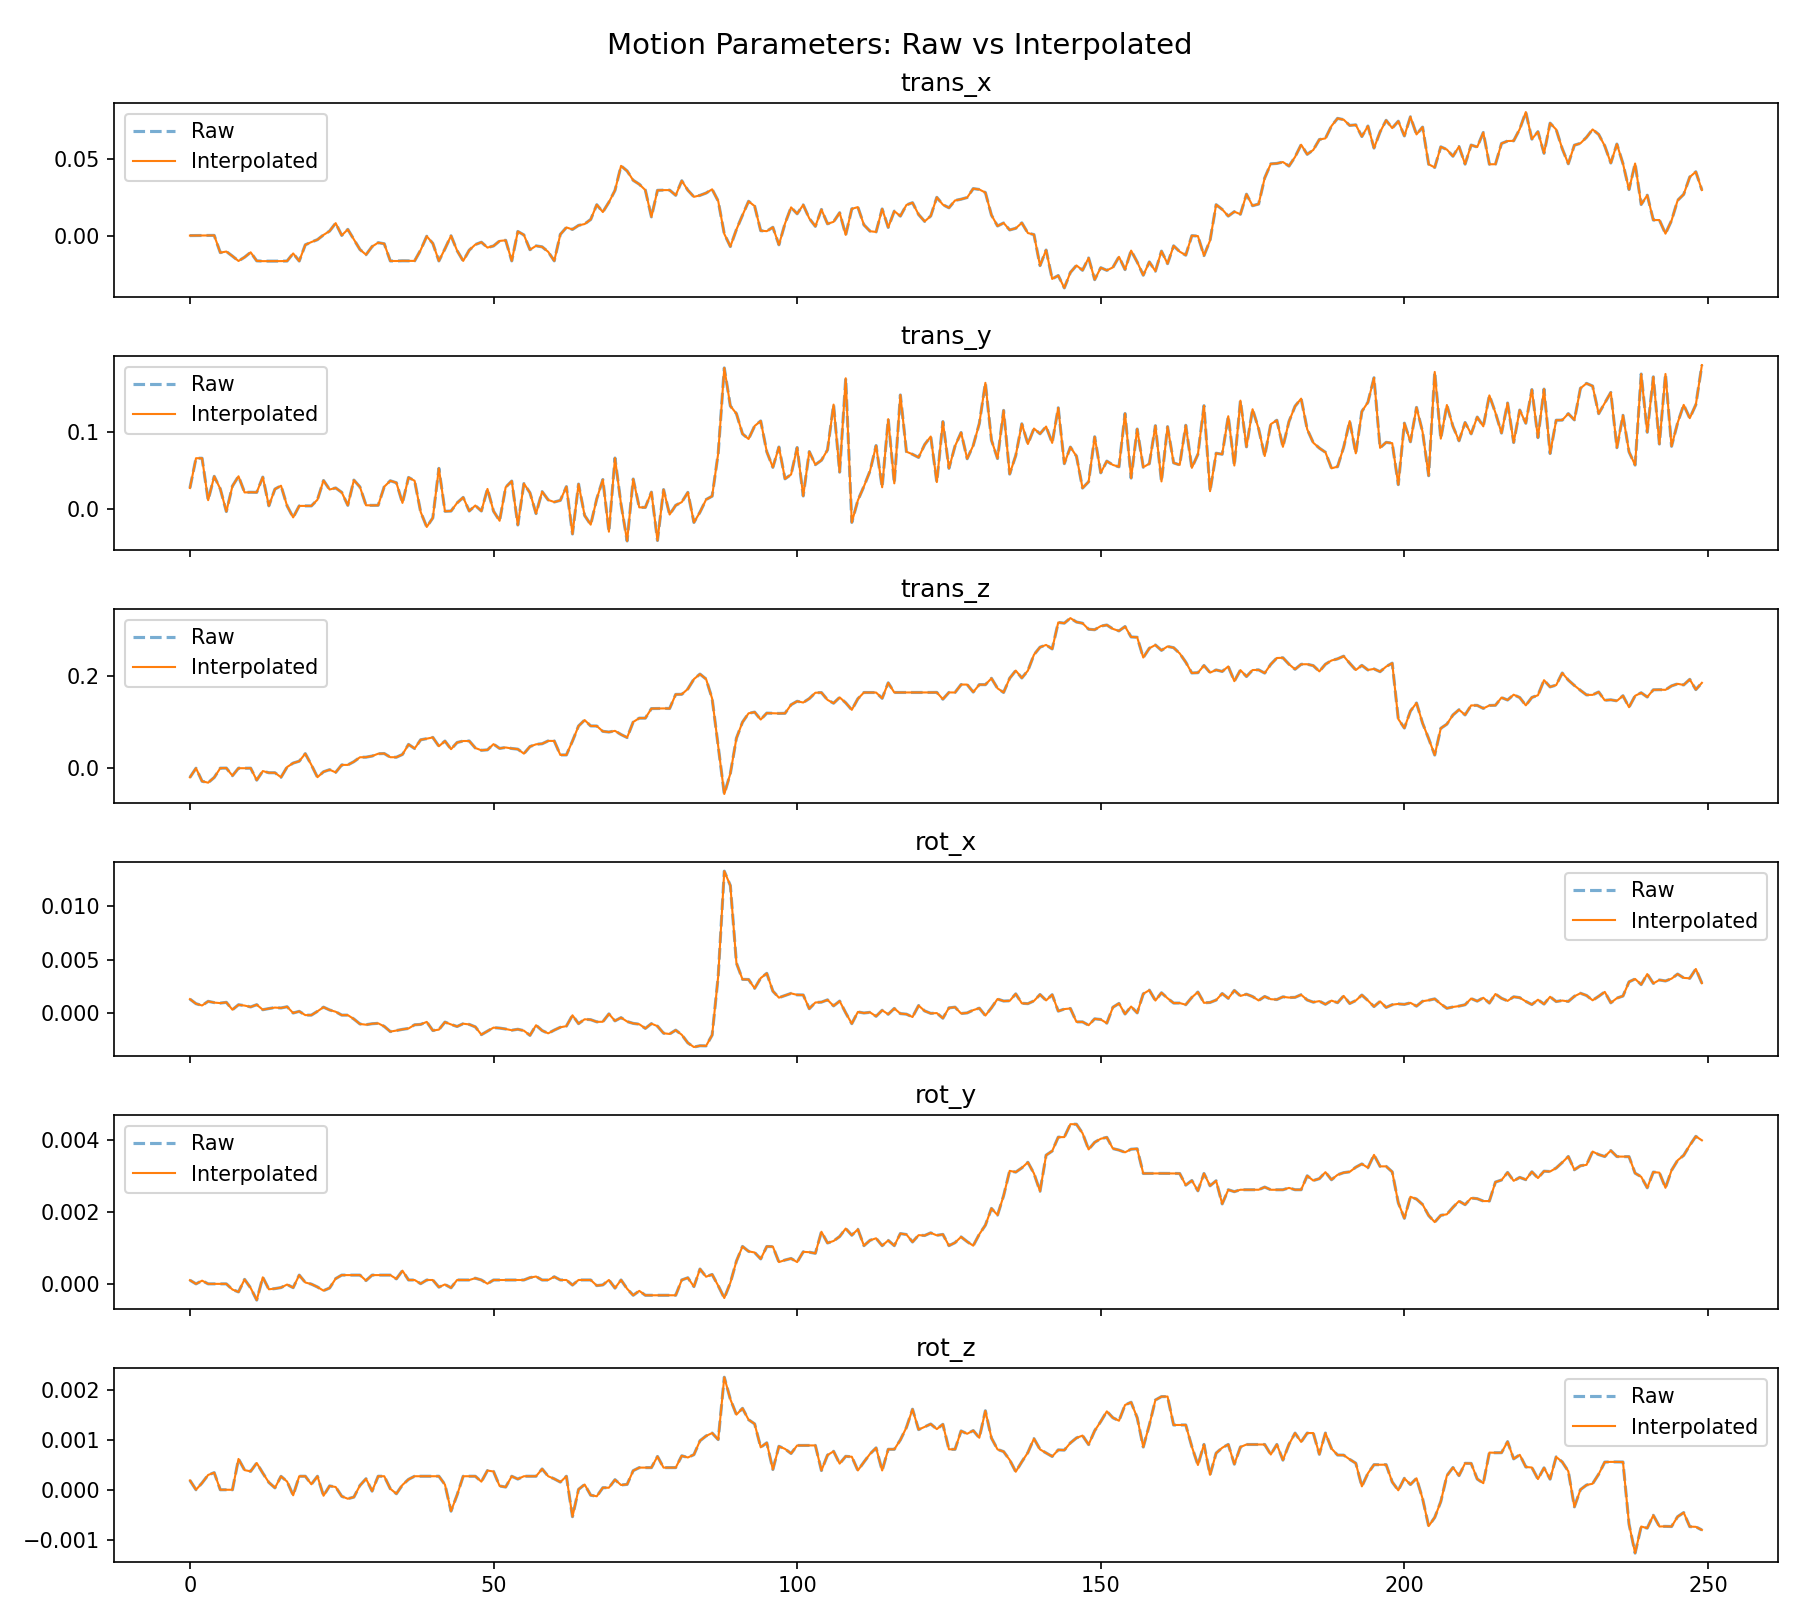 Motion Parameters: Raw vs Interpolated
trans_x
Raw
Interpolated
0.05
0.00
trans_y
Raw
Interpolated
0.1
0.0
trans_z
Raw
Interpolated
0.2
0.0
rot_x
Raw
Interpolated
0.010
0.005
0.000
rot_y
Raw
Interpolated
0.004
0.002
0.000
rot_z
Raw
Interpolated
0.002
0.001
0.000
−0.001
0 50 100 150 200 250